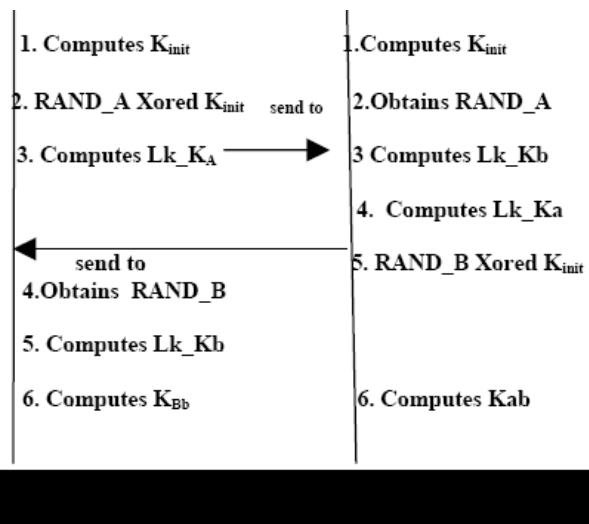 1. Computes Kinit
1.Computes Kinit
2. RAND_A Xored Kinit
send to
2.Obtains RAND_A
3. Computes Lk_KA
3 Computes Lk_Kb
4. Computes Lk_Ka
send to
5. RAND_B Xored Kinit
4.Obtains RAND_B
5. Computes Lk_Kb
6. Computes KBb
6. Computes Kab